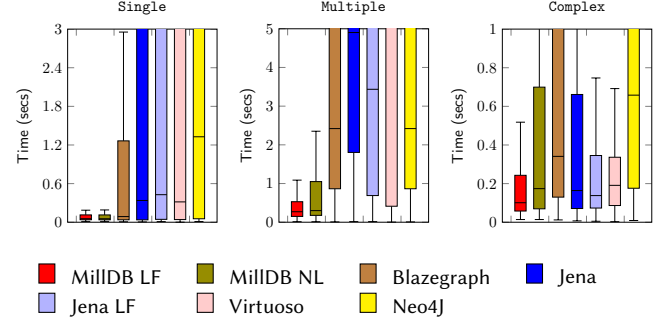 Single
Multiple
Complex
Time (secs)
3
2.4
1.8
1.2
0.6
0
Time (secs)
5
4
3
2
1
0
Time (secs)
1
0.8
0.6
0.4
0.2
0
MillDB LF
MillDB NL
Blazegraph
Jena
Jena LF
Virtuoso
Neo4J